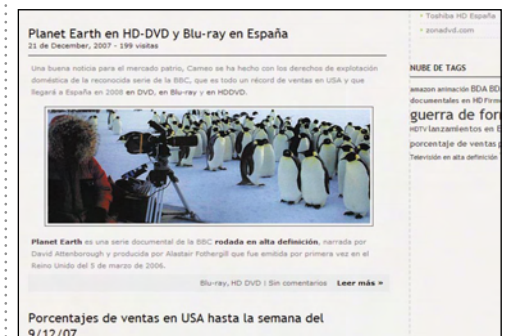 Planet Earth en HD-DVD y Blu-ray en España
21 de December, 2007 - 199 visitas
Una buena noticia para el mercado patrio, Cameo se ha hecho con los derechos de explotación
doméstica de la reconocida serie de la BBC, que es todo un récord de ventas en USA y que
llegará a España en 2008 en DVD, en Blu-ray y en HDDVD.
Planet Earth es una serie documental de la BBC rodada en alta definición, narrada por
David Attenborough y producida por Alastair Fothergill que fue emitida por primera vez en el
Reino Unido del 5 de marzo de 2006.
Blu-ray, HD DVD | Sin comentarios Leer más »
Porcentajes de ventas en USA hasta la semana del
9/12/07
Toshiba HD España
zonadvd.com
NUBE DE TAGS
amazon animación BDA BD
documentales en HD Firm
guerra de for
HDTV lanzamientos en E
porcentaje de ventas p
Televisión en alta definición